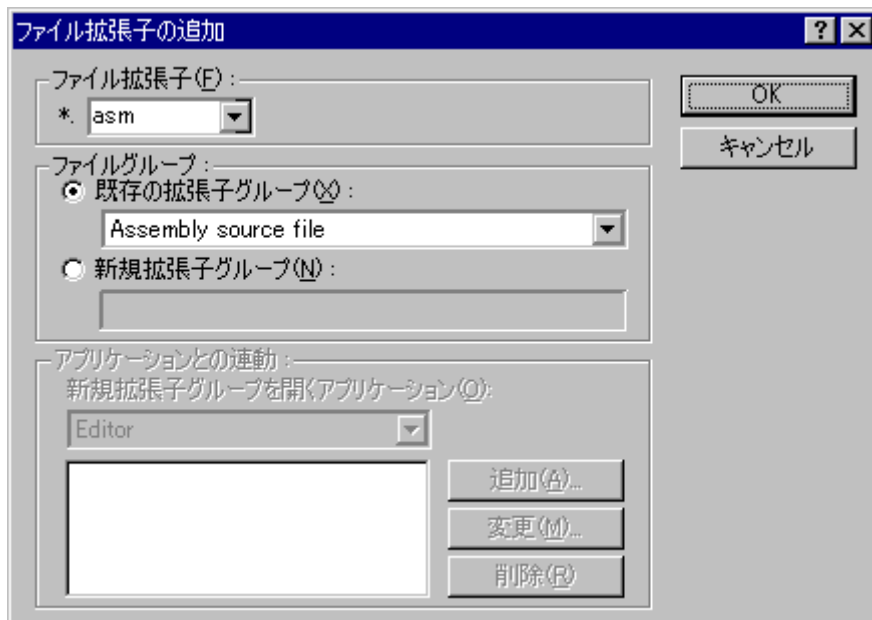 ファイル拡張子の追加
ファイル拡張子(F) :
*. asm
OK
キャンセル
ファイルグループ :
既存の拡張子グループ(X) :
Assembly source file
新規拡張子グループ(N) :
アプリケーションとの連動 :
新規拡張子グループを開くアプリケーション(O):
Editor
追加(A)...
変更(M)...
削除(R)